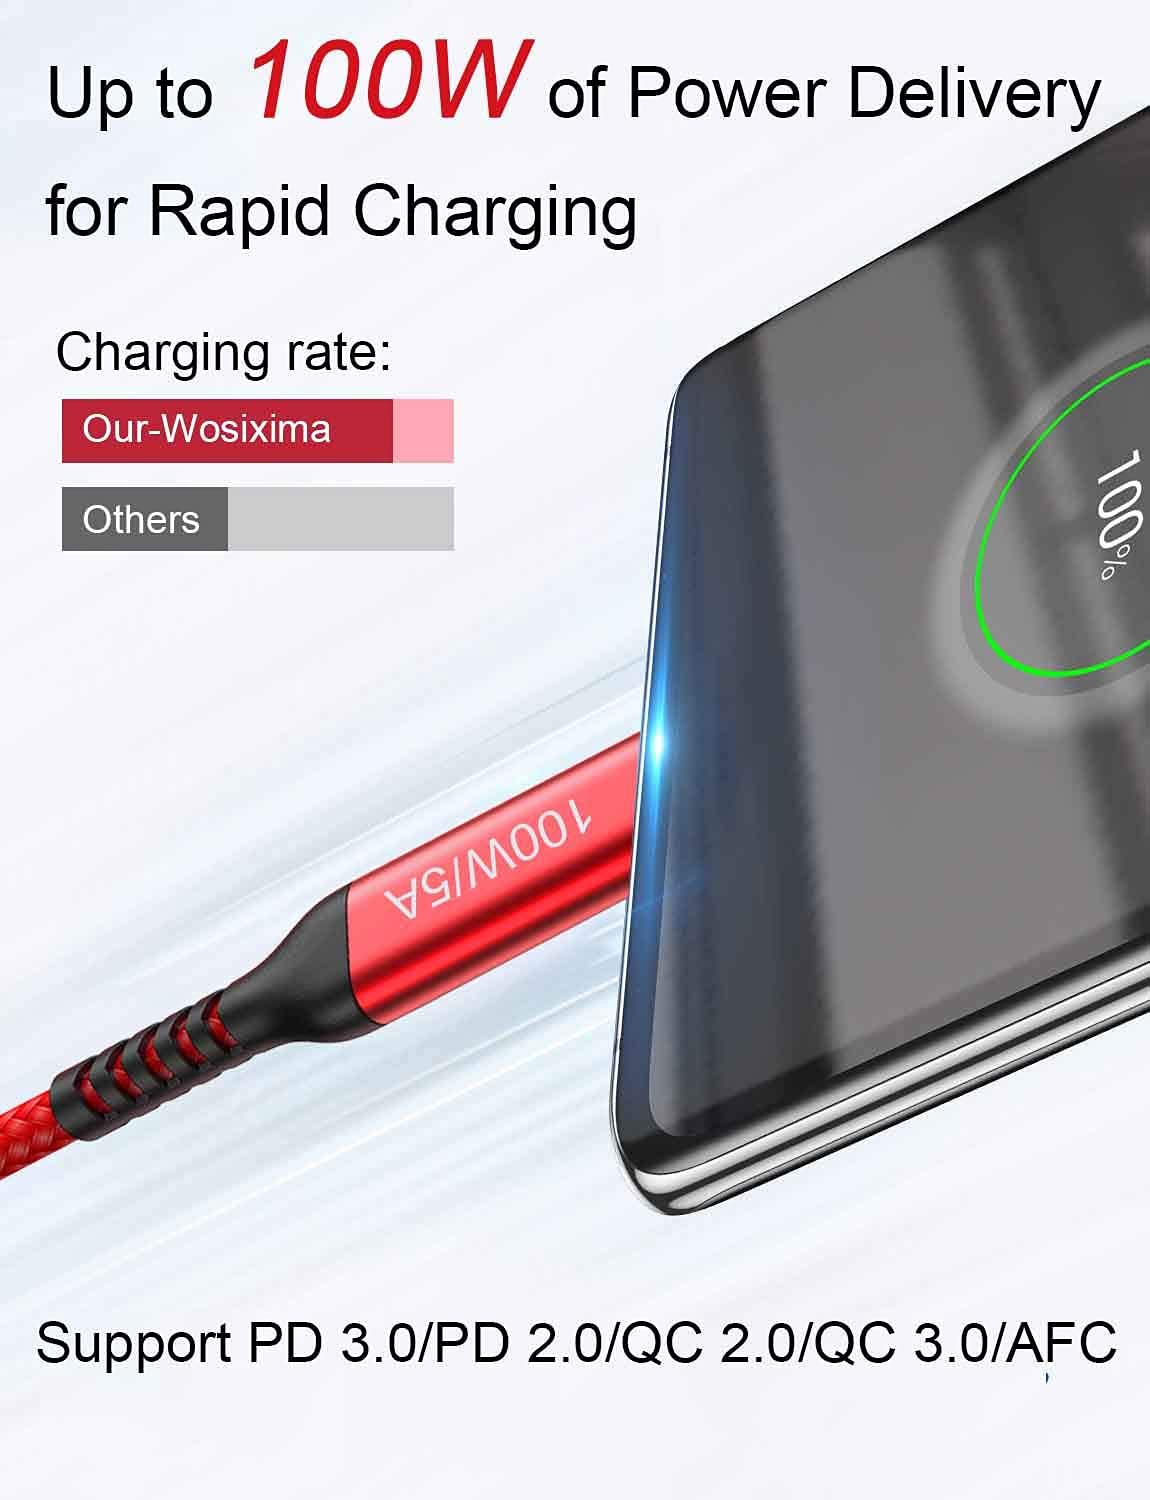 Up to 100W of Power Delivery
for Rapid Charging
Charging rate:
Our-Wosixima
Others
100%
100W/5A
Support PD 3.0/PD 2.0/QC 2.0/QC 3.0/AFC